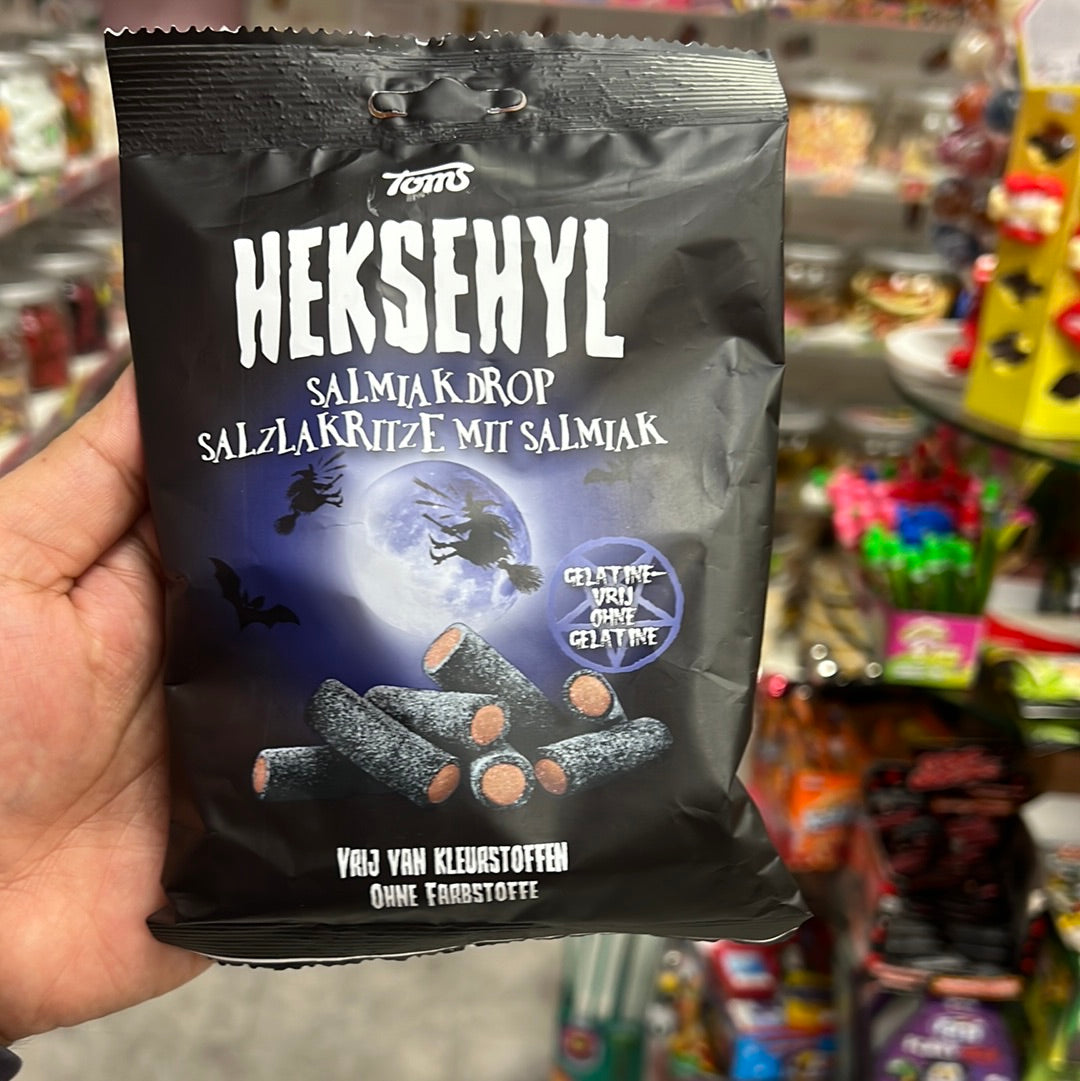 Toms
HEKSEHYL
SALMIAKDROP
SALZLAKRITZE MIT SALMIAK
GELATINE-
VRIJ
OHNE
GELATINE
VRIJ VAN KLEURSTOFFEN
OHNE FARBSTOFFE